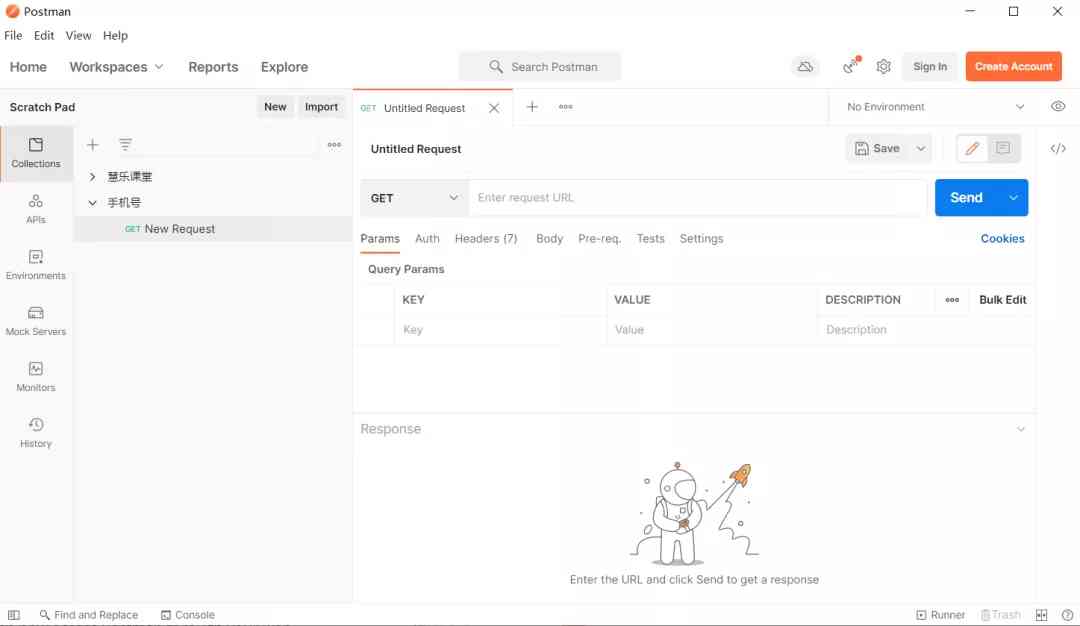 Postman
File Edit View Help
Home Workspaces Reports Explore Search Postman Sign In Create Account
Scratch Pad New Import GET Untitled Request No Environment
Collections
慧乐课堂
手机号
GET New Request
APIs
Environments
Mock Servers
Monitors
History
Untitled Request Save </>
GET Enter request URL Send
Params Auth Headers (7) Body Pre-req. Tests Settings Cookies
Query Params
KEY VALUE DESCRIPTION Bulk Edit
Key Value Description
Response
Enter the URL and click Send to get a response
Find and Replace Console Runner Trash